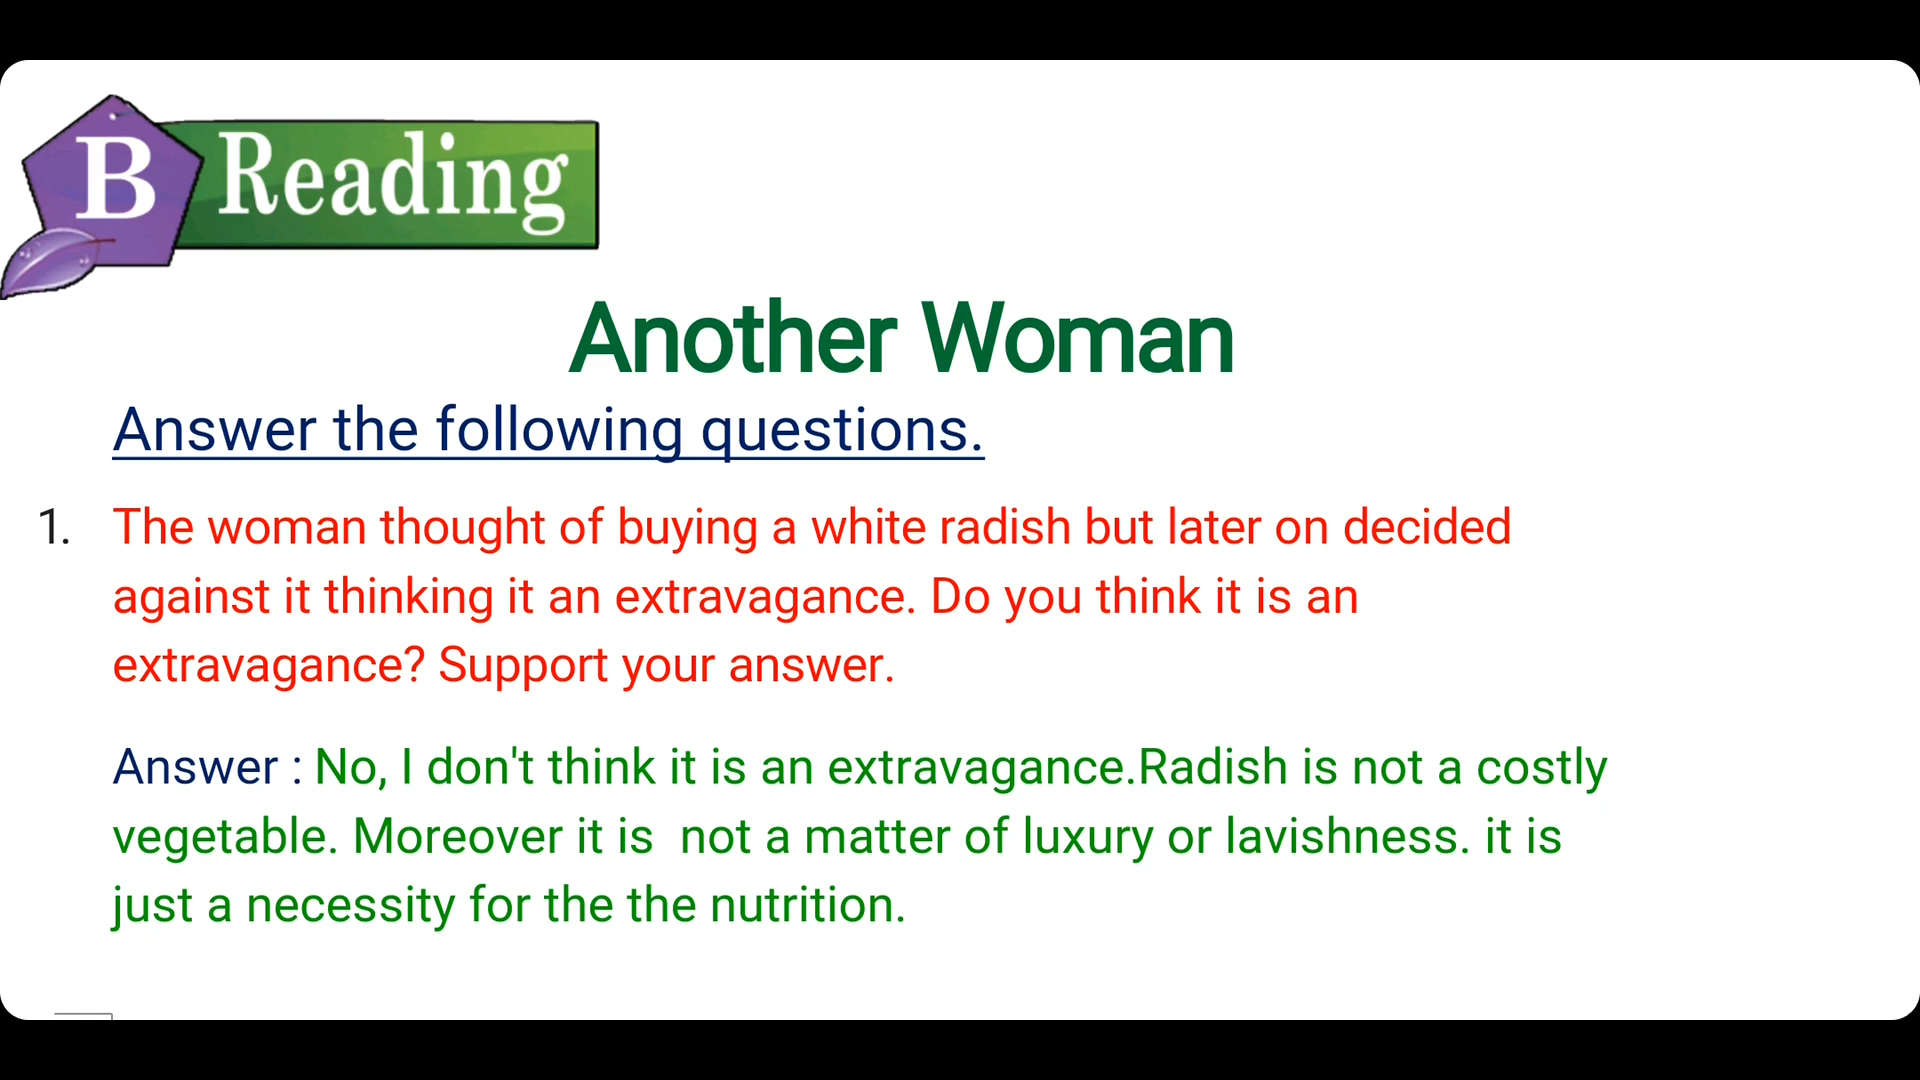 B Reading
Another Woman
Answer the following questions.
1. The woman thought of buying a white radish but later on decided
against it thinking it an extravagance. Do you think it is an
extravagance? Support your answer.
Answer : No, I don't think it is an extravagance.Radish is not a costly
vegetable. Moreover it is  not a matter of luxury or lavishness. it is
just a necessity for the the nutrition.